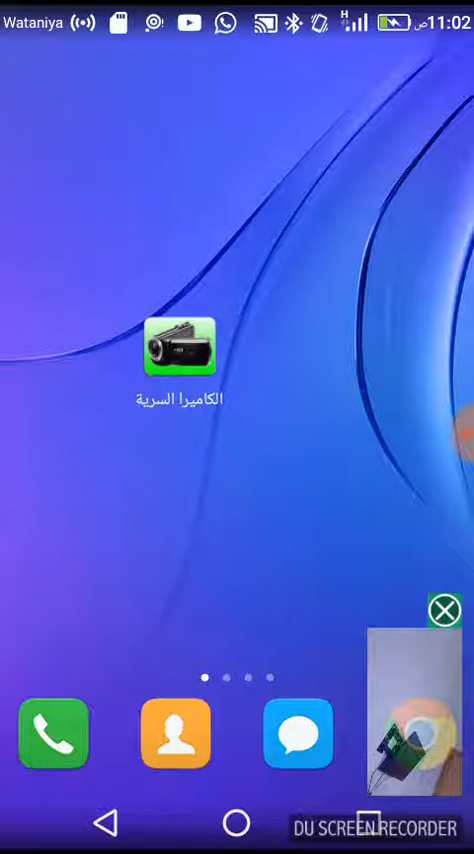 Wataniya
H
11:02 ص
الكاميرا السرية
DU SCREEN RECORDER